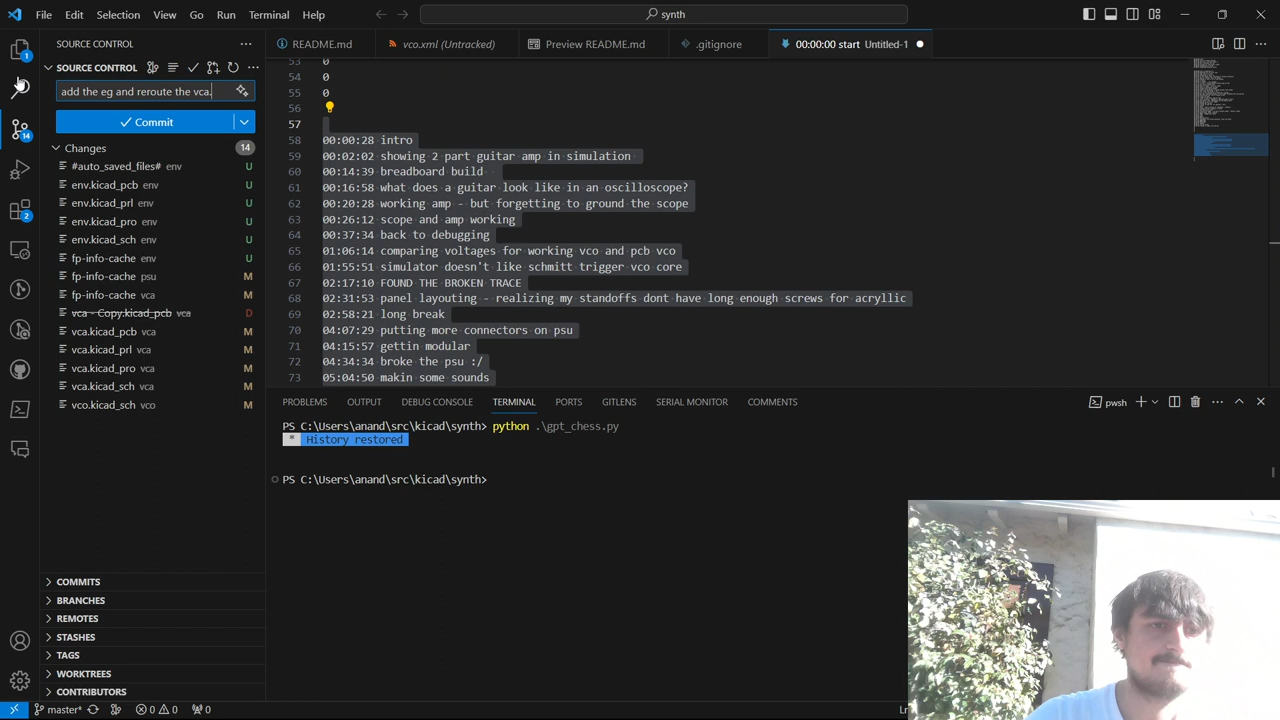 File Edit Selection View Go Run Terminal Help
synth
SOURCE CONTROL
README.md
vco.xml (Untracked)
Preview README.md
.gitignore
00:00:00 start Untitled-1
SOURCE CONTROL
add the eg and reroute the vca.
Commit
Changes 14
#auto_saved_files# env U
env.kicad_pcb env U
env.kicad_prl env U
env.kicad_pro env U
env.kicad_sch env U
fp-info-cache env U
fp-info-cache psu M
fp-info-cache vca M
vca - Copy.kicad_pcb vca D
vca.kicad_pcb vca M
vca.kicad_prl vca M
vca.kicad_pro vca M
vca.kicad_sch vca M
vco.kicad_sch vco M
COMMITS
BRANCHES
REMOTES
STASHES
TAGS
WORKTREES
CONTRIBUTORS
1
14
2
53 0
54 0
55 0
56
57
58 00:00:28 intro
59 00:02:02 showing 2 part guitar amp in simulation
60 00:14:39 breadboard build
61 00:16:58 what does a guitar look like in an oscilloscope?
62 00:20:28 working amp - but forgetting to ground the scope
63 00:26:12 scope and amp working
64 00:37:34 back to debugging
65 01:06:14 comparing voltages for working vco and pcb vco
66 01:55:51 simulator doesn't like schmitt trigger vco core
67 02:17:10 FOUND THE BROKEN TRACE
68 02:31:53 panel layouting - realizing my standoffs dont have long enough screws for acryllic
69 02:58:21 long break
70 04:07:29 putting more connectors on psu
71 04:15:57 gettin modular
72 04:34:34 broke the psu :/
73 05:04:50 makin some sounds
PROBLEMS OUTPUT DEBUG CONSOLE TERMINAL PORTS GITLENS SERIAL MONITOR COMMENTS
pwsh
PS C:\Users\anand\src\kicad\synth> python .\gpt_chess.py
* History restored
PS C:\Users\anand\src\kicad\synth>
master*
0 0
0
Ln